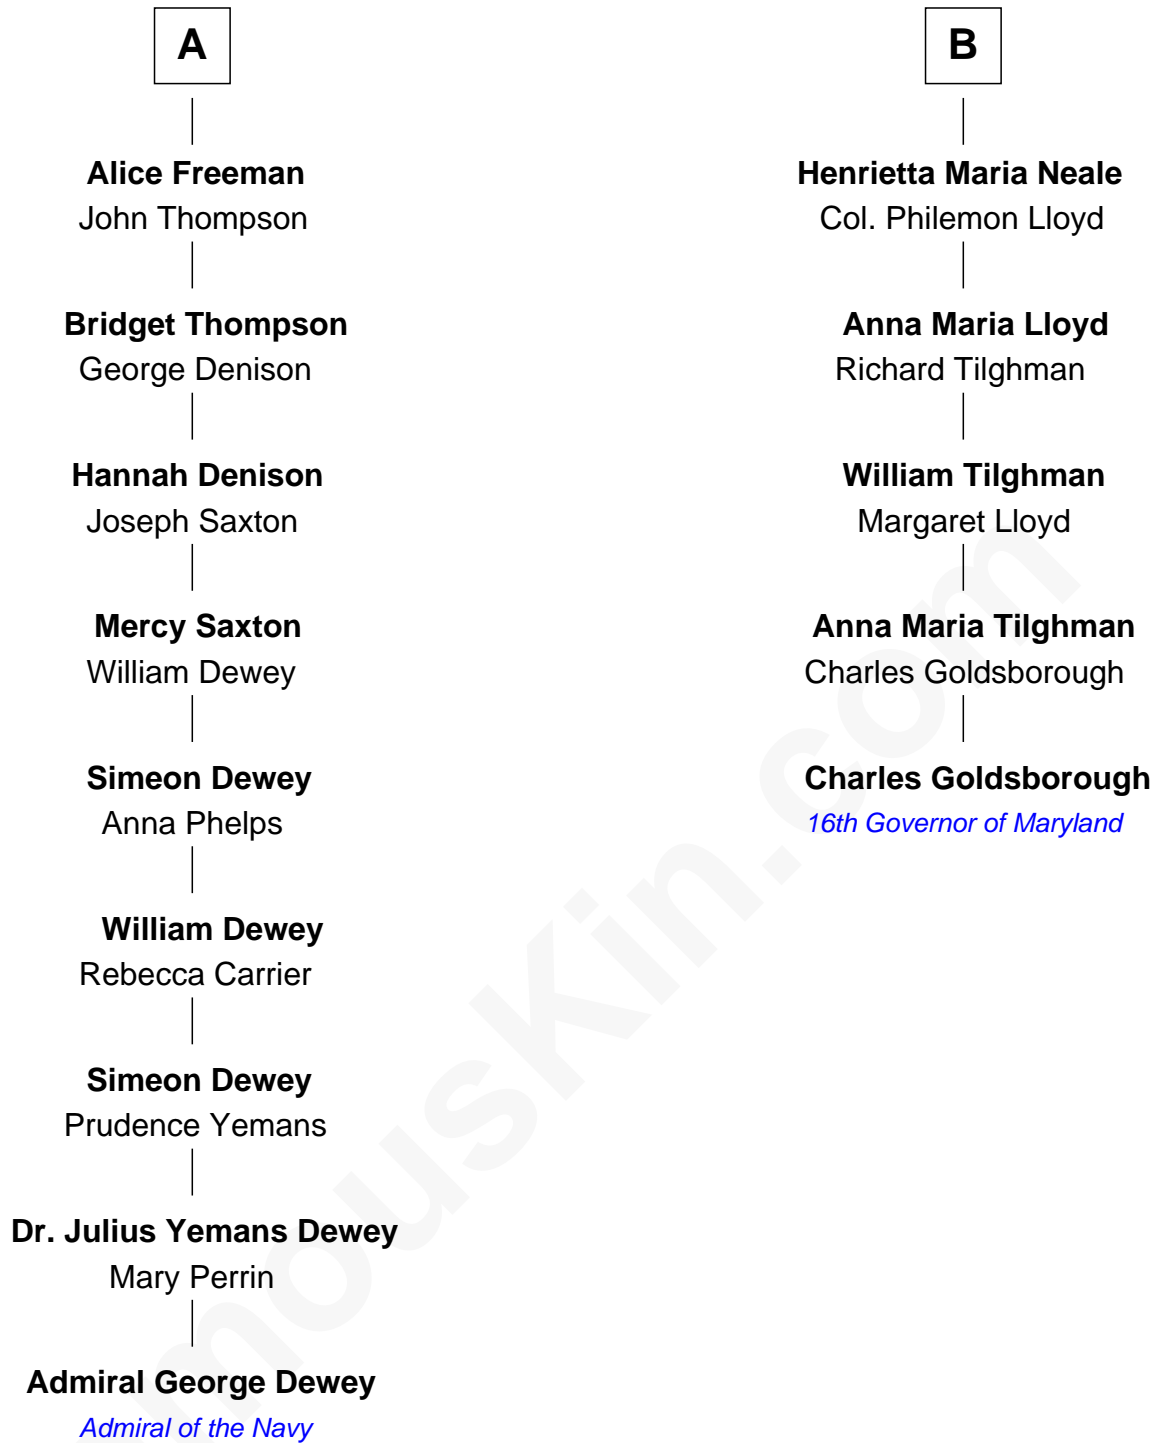 A
Alice Freeman
John Thompson
Bridget Thompson
George Denison
Hannah Denison
Joseph Saxton
Mercy Saxton
William Dewey
Simeon Dewey
Anna Phelps
William Dewey
Rebecca Carrier
Simeon Dewey
Prudence Yemans
Dr. Julius Yemans Dewey
Mary Perrin
Admiral George Dewey
Admiral of the Navy
B
Henrietta Maria Neale
Col. Philemon Lloyd
Anna Maria Lloyd
Richard Tilghman
William Tilghman
Margaret Lloyd
Anna Maria Tilghman
Charles Goldsborough
Charles Goldsborough
16th Governor of Maryland
mousKin.com